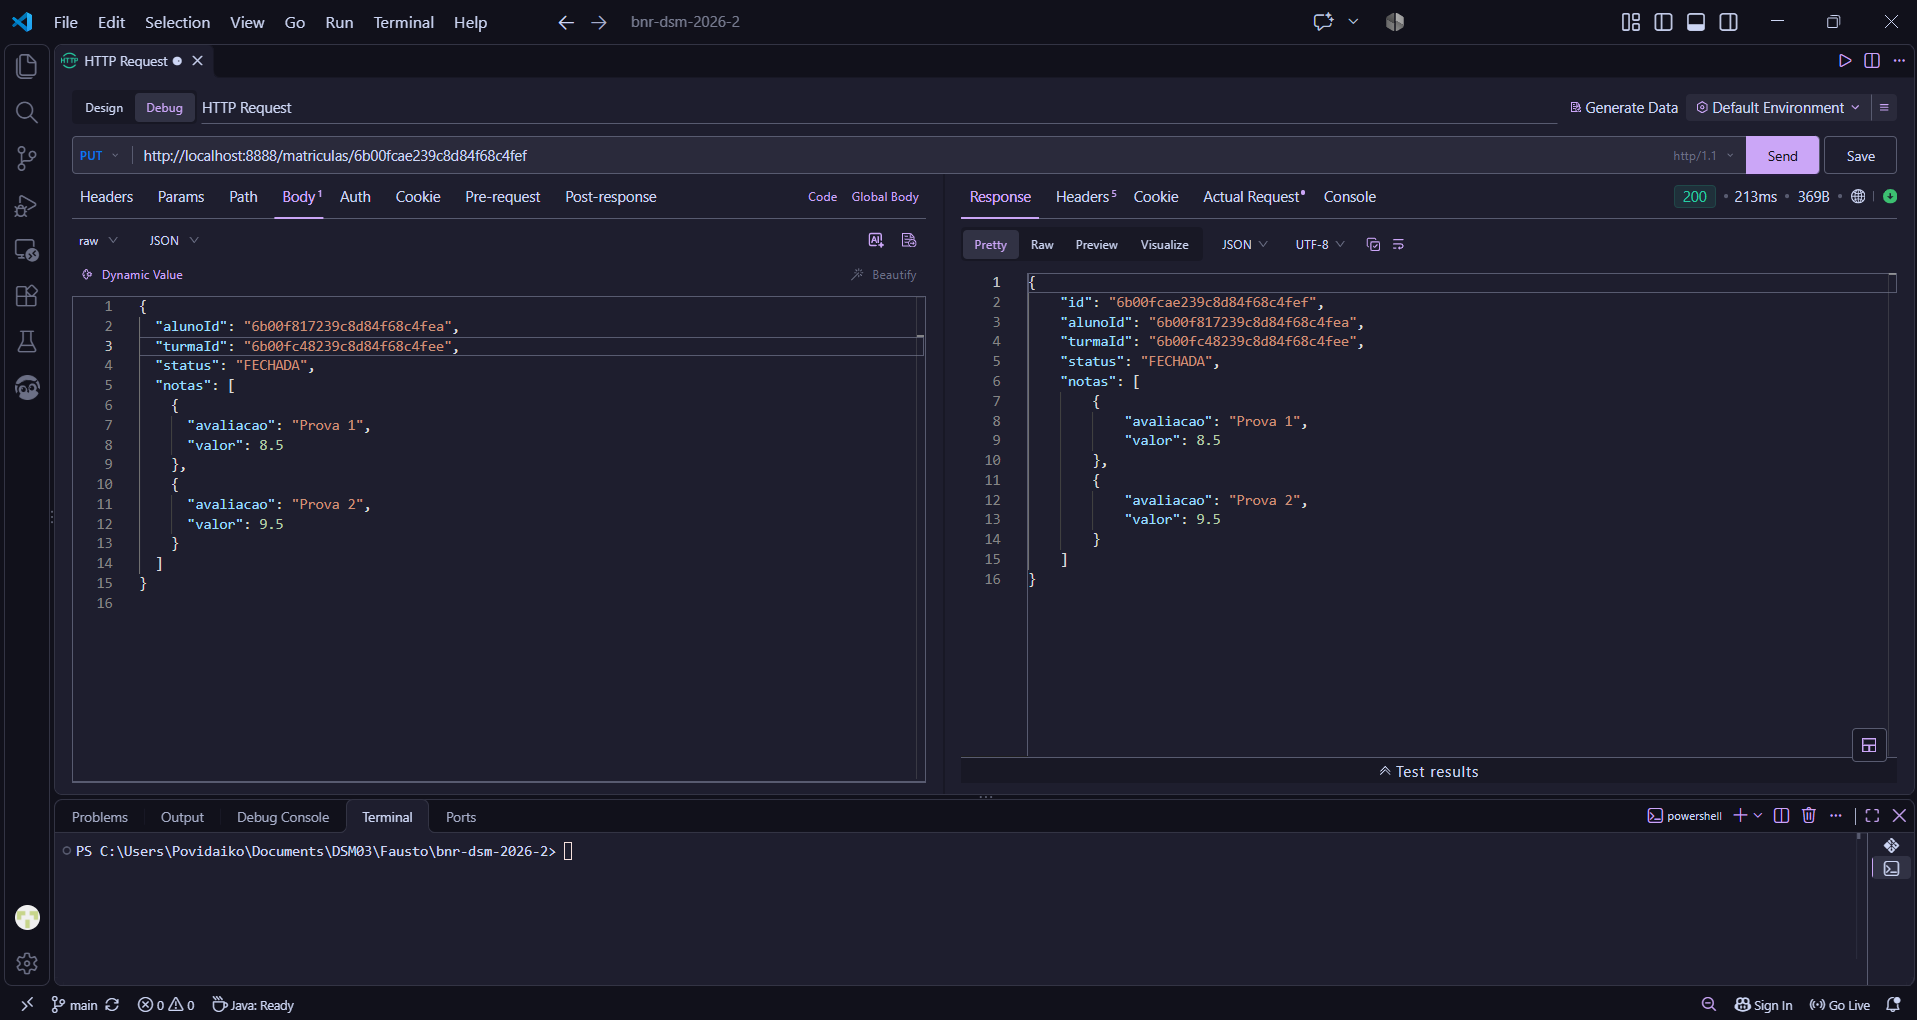 File Edit Selection View Go Run Terminal Help bnr-dsm-2026-2
HTTP HTTP Request
Design Debug HTTP Request Generate Data Default Environment
PUT http://localhost:8888/matriculas/6b00fcae239c8d84f68c4fef http/1.1 Send Save
Headers Params Path Body 1 Auth Cookie Pre-request Post-response Code Global Body
raw JSON AI
Dynamic Value Beautify
1 {
2 "alunoId": "6b00f817239c8d84f68c4fea",
3 "turmaId": "6b00fc48239c8d84f68c4fee",
4 "status": "FECHADA",
5 "notas": [
6 {
7 "avaliacao": "Prova 1",
8 "valor": 8.5
9 },
10 {
11 "avaliacao": "Prova 2",
12 "valor": 9.5
13 }
14 ]
15 }
16
Response Headers 5 Cookie Actual Request Console 200 213ms 369B
Pretty Raw Preview Visualize JSON UTF-8
1 {
2 "id": "6b00fcae239c8d84f68c4fef",
3 "alunoId": "6b00f817239c8d84f68c4fea",
4 "turmaId": "6b00fc48239c8d84f68c4fee",
5 "status": "FECHADA",
6 "notas": [
7 {
8 "avaliacao": "Prova 1",
9 "valor": 8.5
10 },
11 {
12 "avaliacao": "Prova 2",
13 "valor": 9.5
14 }
15 ]
16 }
Test results
Problems Output Debug Console Terminal Ports powershell
PS C:\Users\Povidaiko\Documents\DSM03\Fausto\bnr-dsm-2026-2>
main 0 0 Java: Ready Sign In Go Live